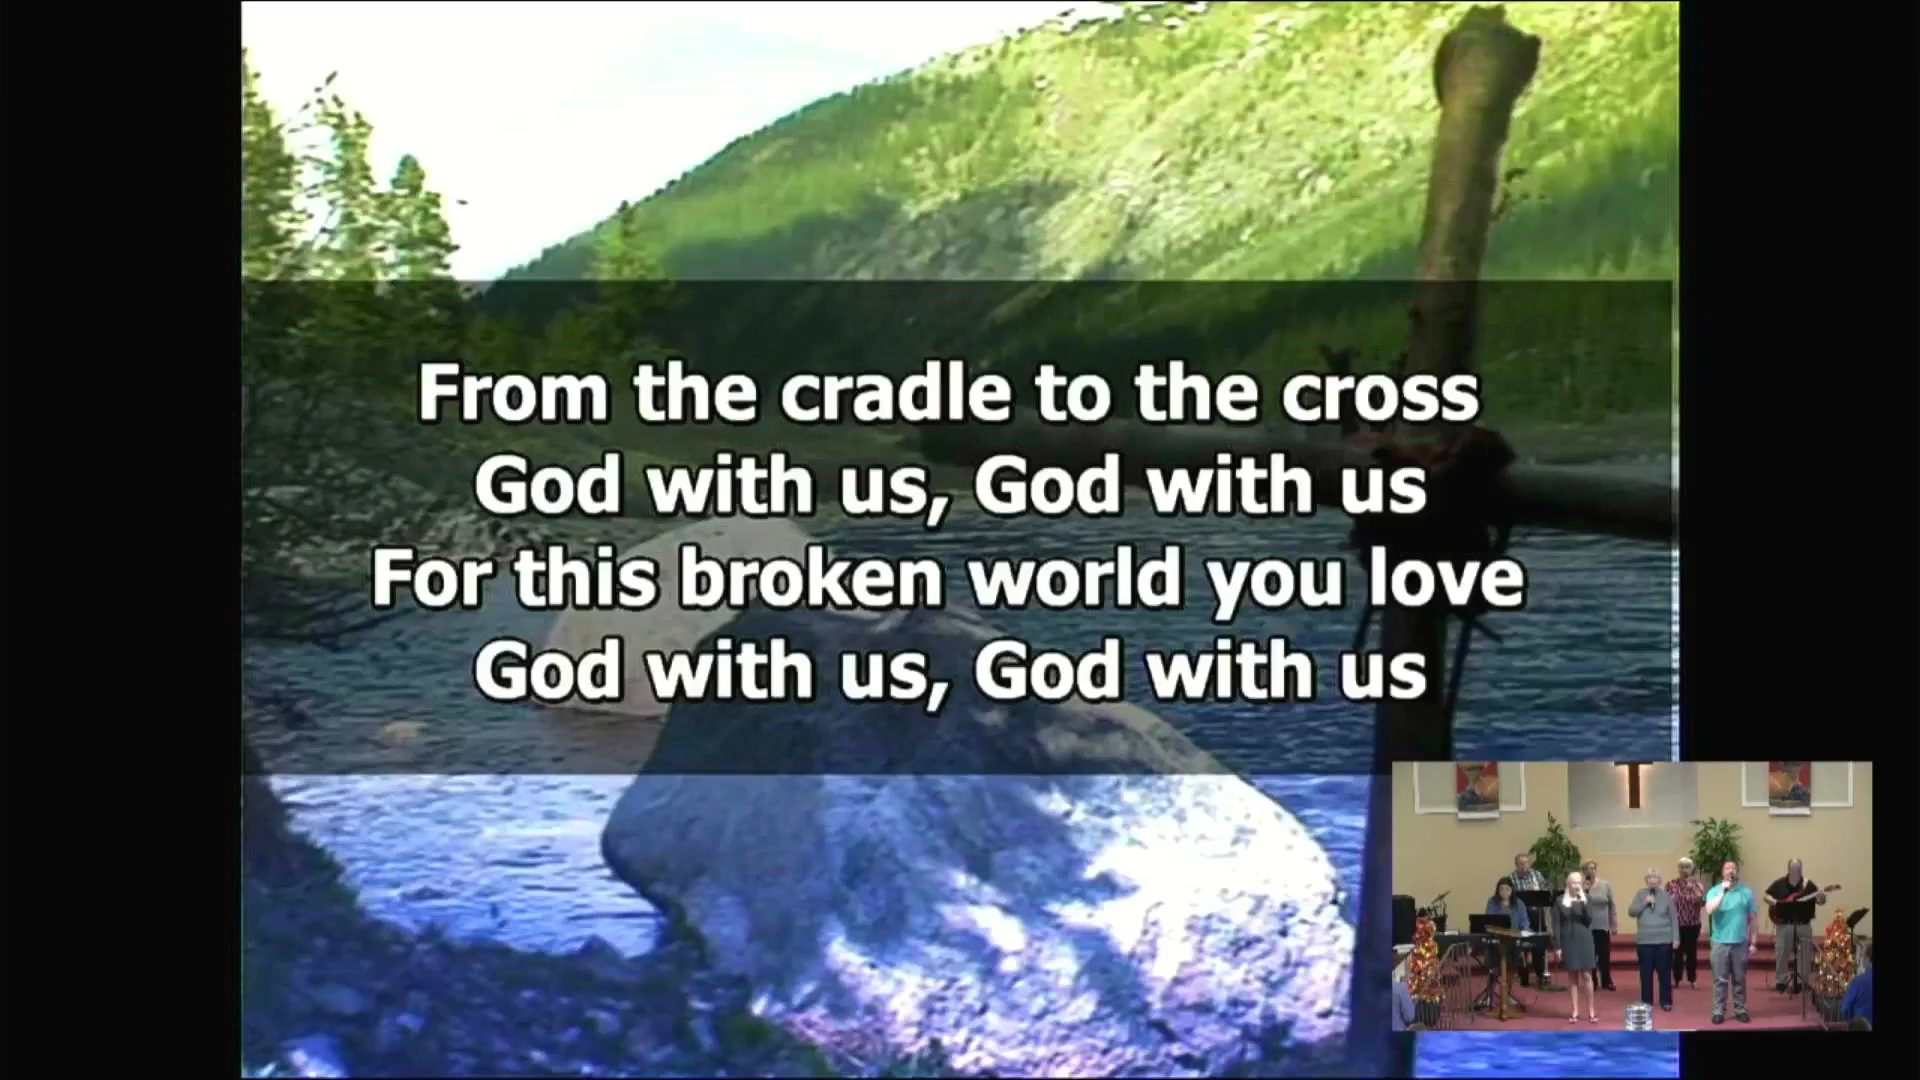 From the cradle to the cross
God with us, God with us
For this broken world you love
God with us, God with us